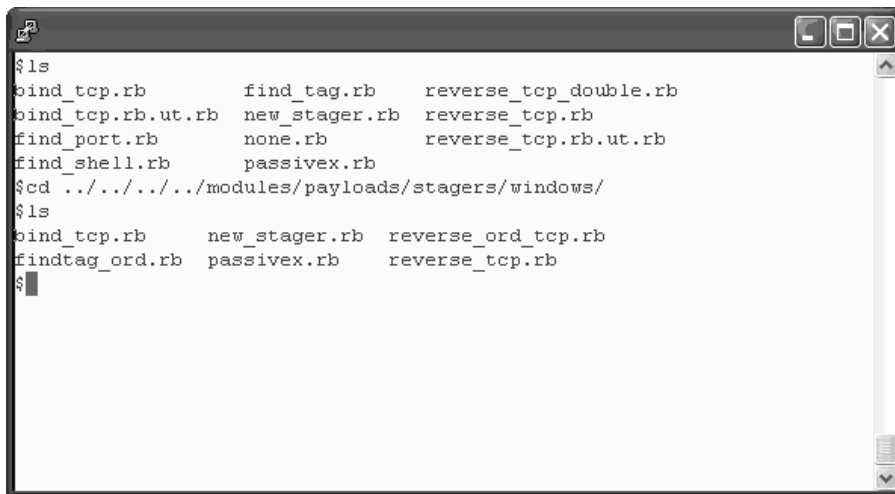 $ls
bind_tcp.rb          find_tag.rb     reverse_tcp_double.rb
bind_tcp.rb.ut.rb  new_stager.rb  reverse_tcp.rb
find_port.rb         none.rb         reverse_tcp.rb.ut.rb
find_shell.rb        passivex.rb
$cd ../../../../modules/payloads/stagers/windows/
$ls
bind_tcp.rb      new_stager.rb  reverse_ord_tcp.rb
findtag_ord.rb  passivex.rb    reverse_tcp.rb
$